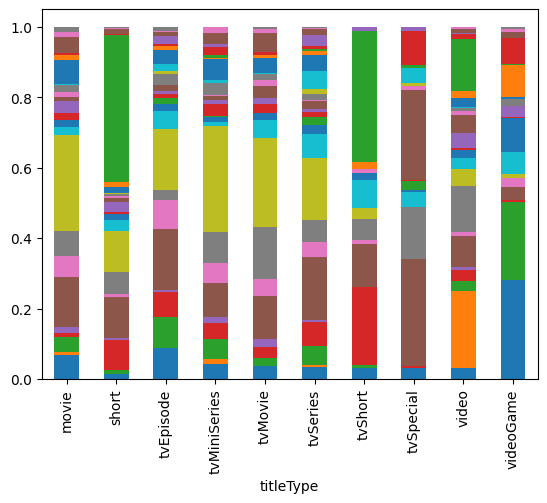 1.0
0.8
0.6
0.4
0.2
0.0
movie
short
tvEpisode
tvMiniSeries
tvMovie
tvSeries
tvShort
tvSpecial
video
videoGame
titleType